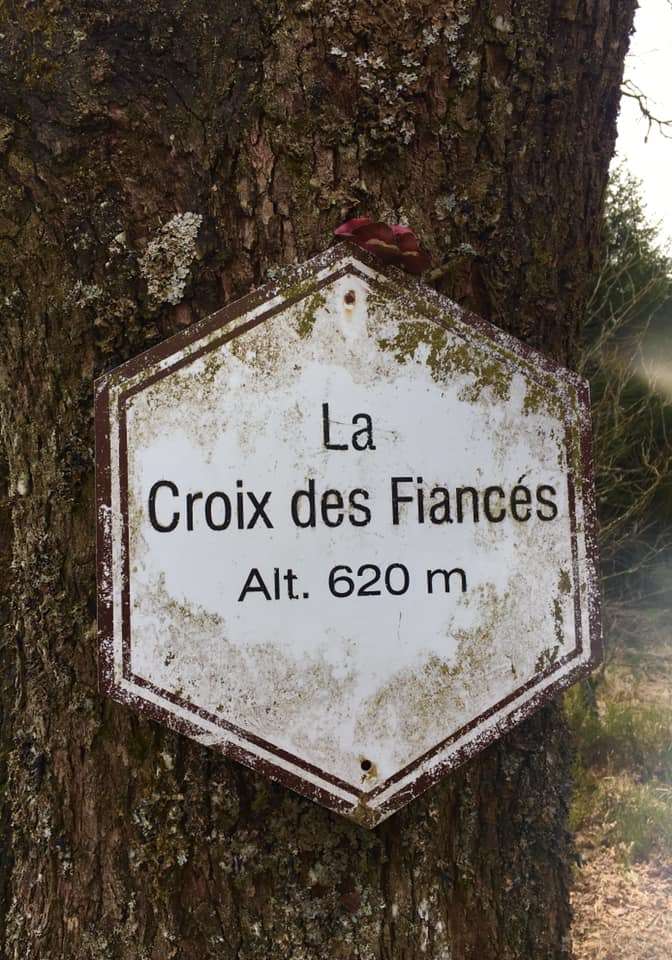 La
Croix des Fiancés
Alt. 620 m